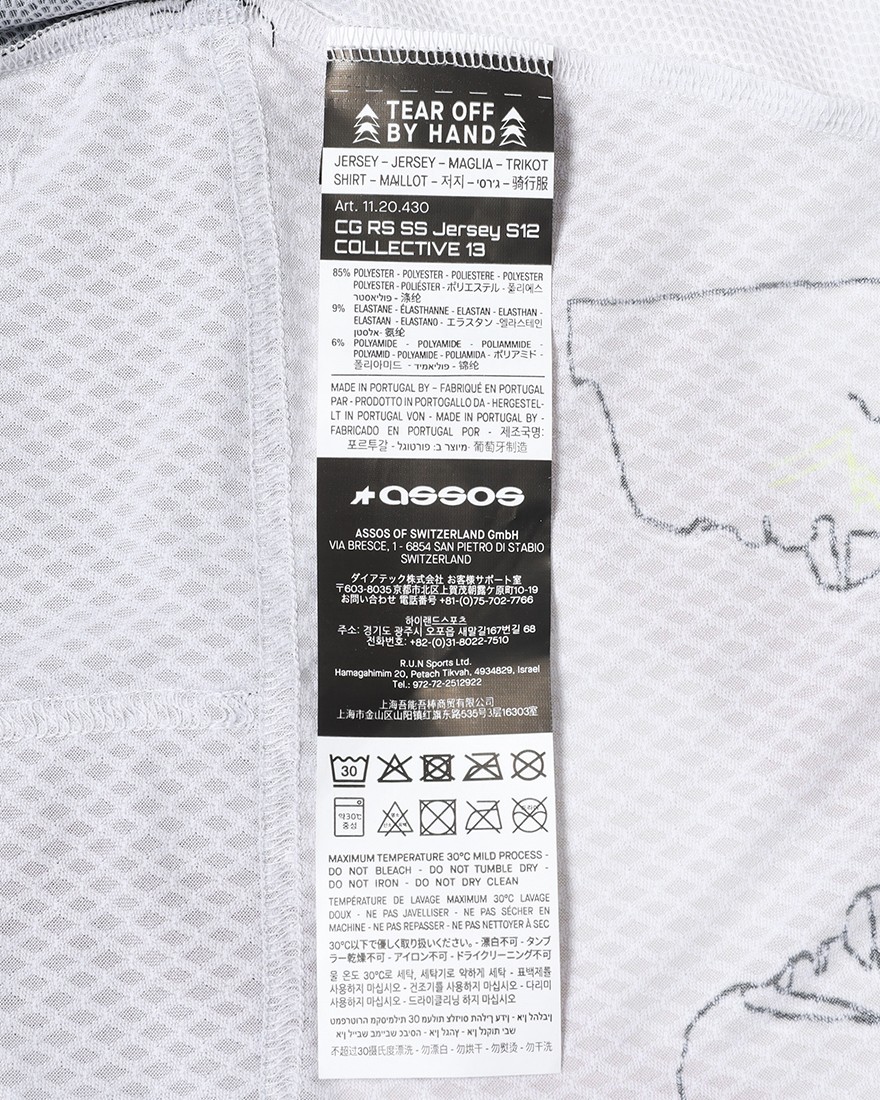 TEAR OFF
BY HAND
JERSEY – JERSEY – MAGLIA – TRIKOT
SHIRT – MAILLOT – 저지 – ג'ירסי – 骑行服
Art. 11.20.430
CG RS SS Jersey S12
COLLECTIVE 13
85% POLYESTER - POLYESTER - POLIESTERE - POLYESTER
POLYESTER - POLIÉSTER - ポリエステル - 폴리에스
פוליאסטר - 涤纶
9% ELASTANE - ÉLASTHANNE - ELASTAN - ELASTHAN -
ELASTAAN - ELASTANO - エラスタン -엘라스테인
אלסטן- 氨纶
6% POLYAMIDE - POLYAMIDE - POLIAMMIDE -
POLYAMID - POLYAMIDE - POLIAMIDA - ポリアミド -
폴리아미드 - פוליאמיד - 锦纶
MADE IN PORTUGAL BY - FABRIQUÉ EN PORTUGAL
PAR - PRODOTTO IN PORTOGALLO DA - HERGESTEL-
LT IN PORTUGAL VON - MADE IN PORTUGAL BY -
FABRICADO EN PORTUGAL POR - 제조국명:
포르투갈 - מיוצר ב: פורטוגל- 葡萄牙制造
assos
ASSOS OF SWITZERLAND GmbH
VIA BRESCE, 1 - 6854 SAN PIETRO DI STABIO
SWITZERLAND
ダイアテック株式会社 お客様サポート室
〒603-8035 京都市北区上賀茂朝露ケ原町10-19
お問い合わせ 電話番号 +81-(0)75-702-7766
하이랜드스포츠
주소: 경기도 광주시 오포읍 새말길167번길 68
전화번호: +82-(0)31-8022-7510
R.U.N Sports Ltd.
Hamagahimim 20, Petach Tikvah, 4934829, Israel
Tel.: 972-72-2512922
上海吾能吾棒商贸有限公司
上海市金山区山阳镇红旗东路535号3层16303室
30
약30℃
중성
MAXIMUM TEMPERATURE 30°C MILD PROCESS -
DO NOT BLEACH - DO NOT TUMBLE DRY -
DO NOT IRON - DO NOT DRY CLEAN
TEMPÉRATURE DE LAVAGE MAXIMUM 30°C LAVAGE
DOUX - NE PAS JAVELLISER - NE PAS SÉCHER EN
MACHINE - NE PAS REPASSER - NE PAS NETTOYER À SEC
30°C以下で優しく取り扱いください。- 漂白不可 - タンブ
ラー乾燥不可 - アイロン不可 - ドライクリーニング不可
물 온도 30°C로 세탁, 세탁기로 약하게 세탁 - 표백제를
사용하지 마십시오 - 건조기를 사용하지 마십시오 - 다리미
사용하지 마십시오 - 드라이클리닝 하지 마십시오
טמפרטורה מקסימלית 30 מעלות צלזיוס תהליך עדין - אין להלבין
אין לייבש במייבש כביסה - אין לגהץ - אין לנקות ניקוי יבש
不超过30摄氏度漂洗 - 勿漂白 - 勿烘干 - 勿熨烫 - 勿干洗